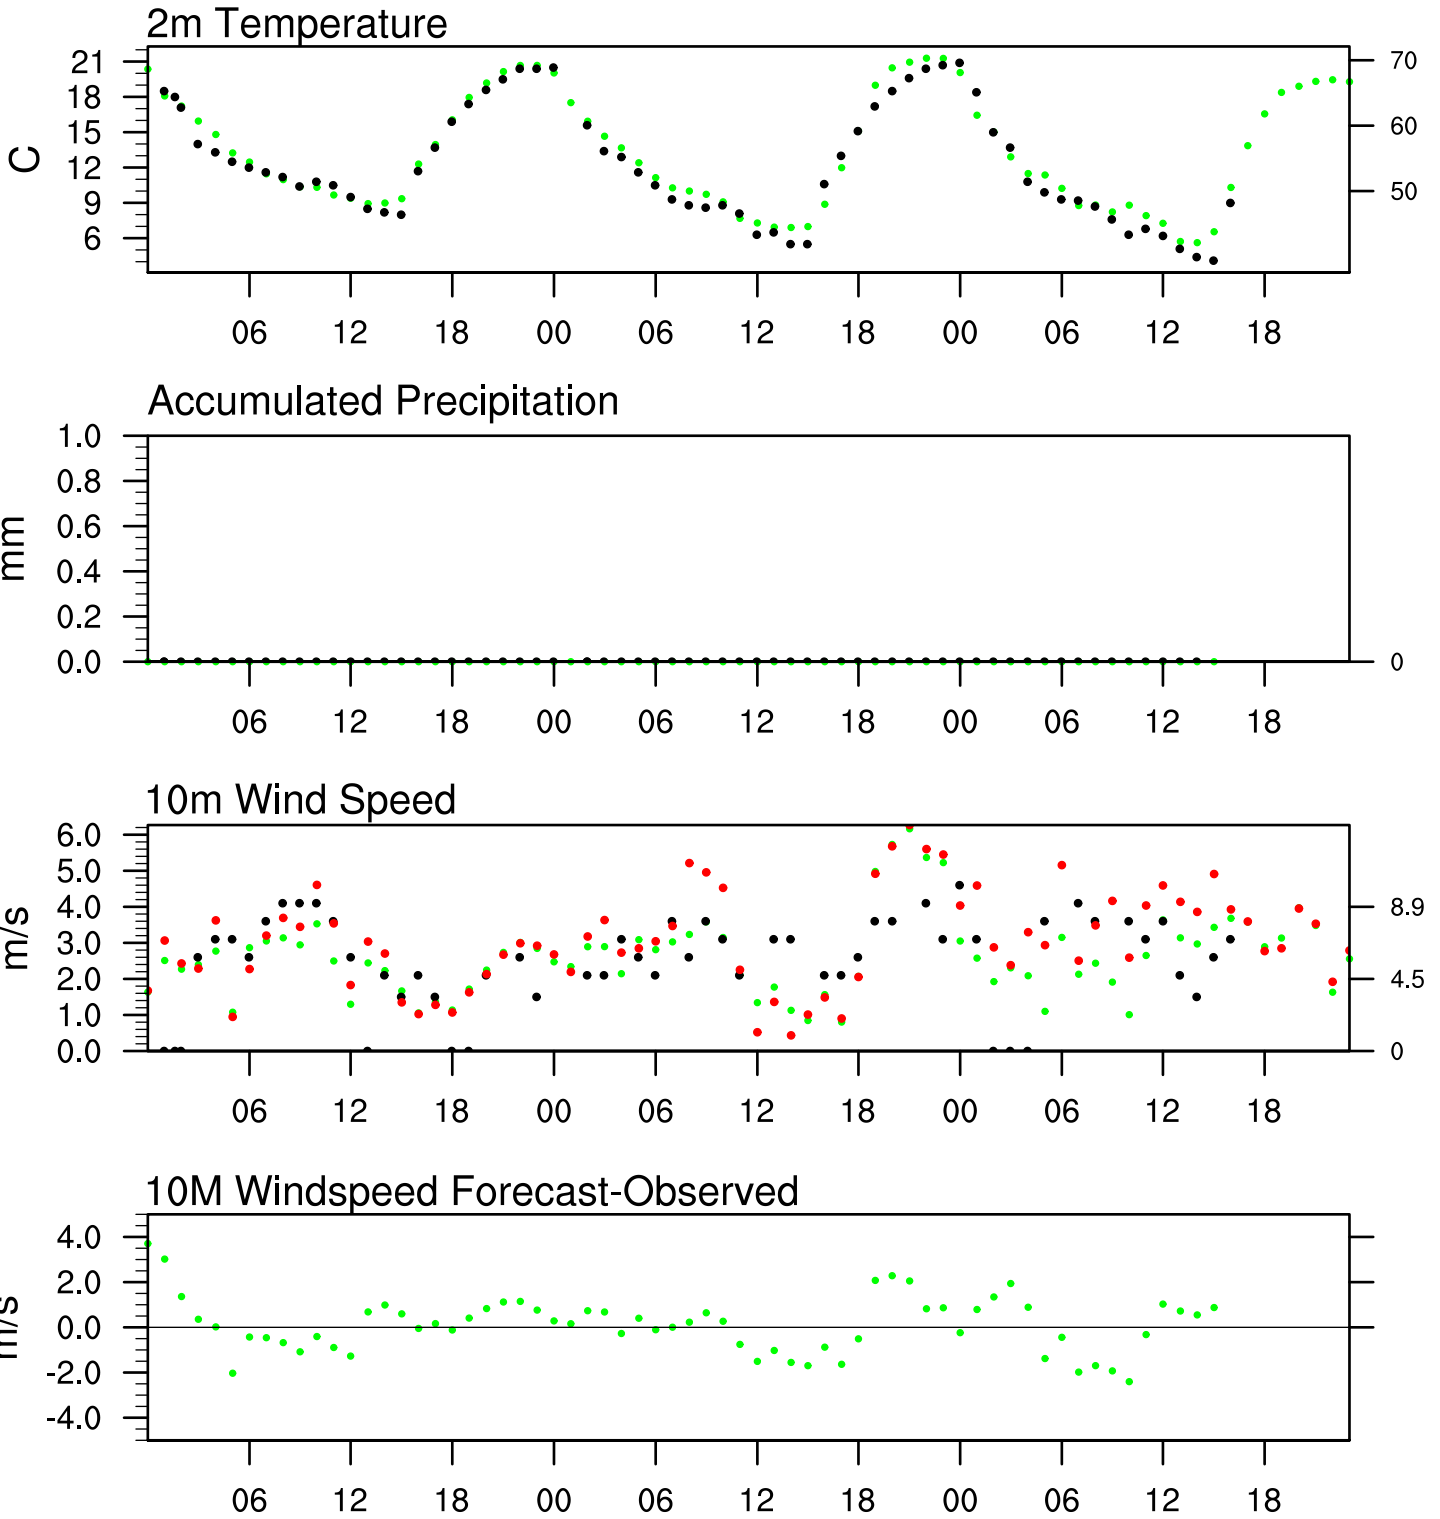 2m Temperature
21
18
15
12
9
6
C
70
60
50
06 12 18 00 06 12 18 00 06 12 18
Accumulated Precipitation
1.0
0.8
0.6
0.4
0.2
0.0
mm
0
06 12 18 00 06 12 18 00 06 12 18
10m Wind Speed
6.0
5.0
4.0
3.0
2.0
1.0
0.0
m/s
8.9
4.5
0
06 12 18 00 06 12 18 00 06 12 18
10M Windspeed Forecast-Observed
4.0
2.0
0.0
-2.0
-4.0
m/s
06 12 18 00 06 12 18 00 06 12 18